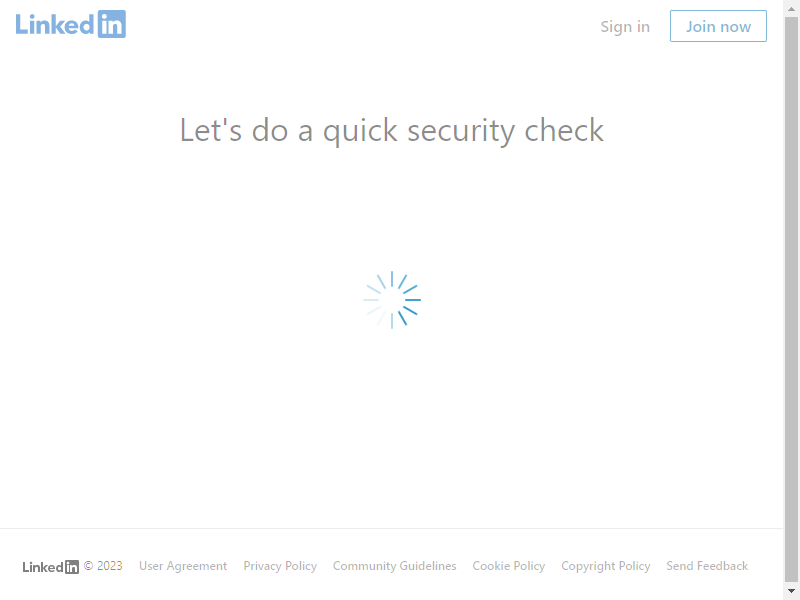 LinkedIn
Sign in
Join now
Let's do a quick security check
LinkedIn © 2023 User Agreement Privacy Policy Community Guidelines Cookie Policy Copyright Policy Send Feedback